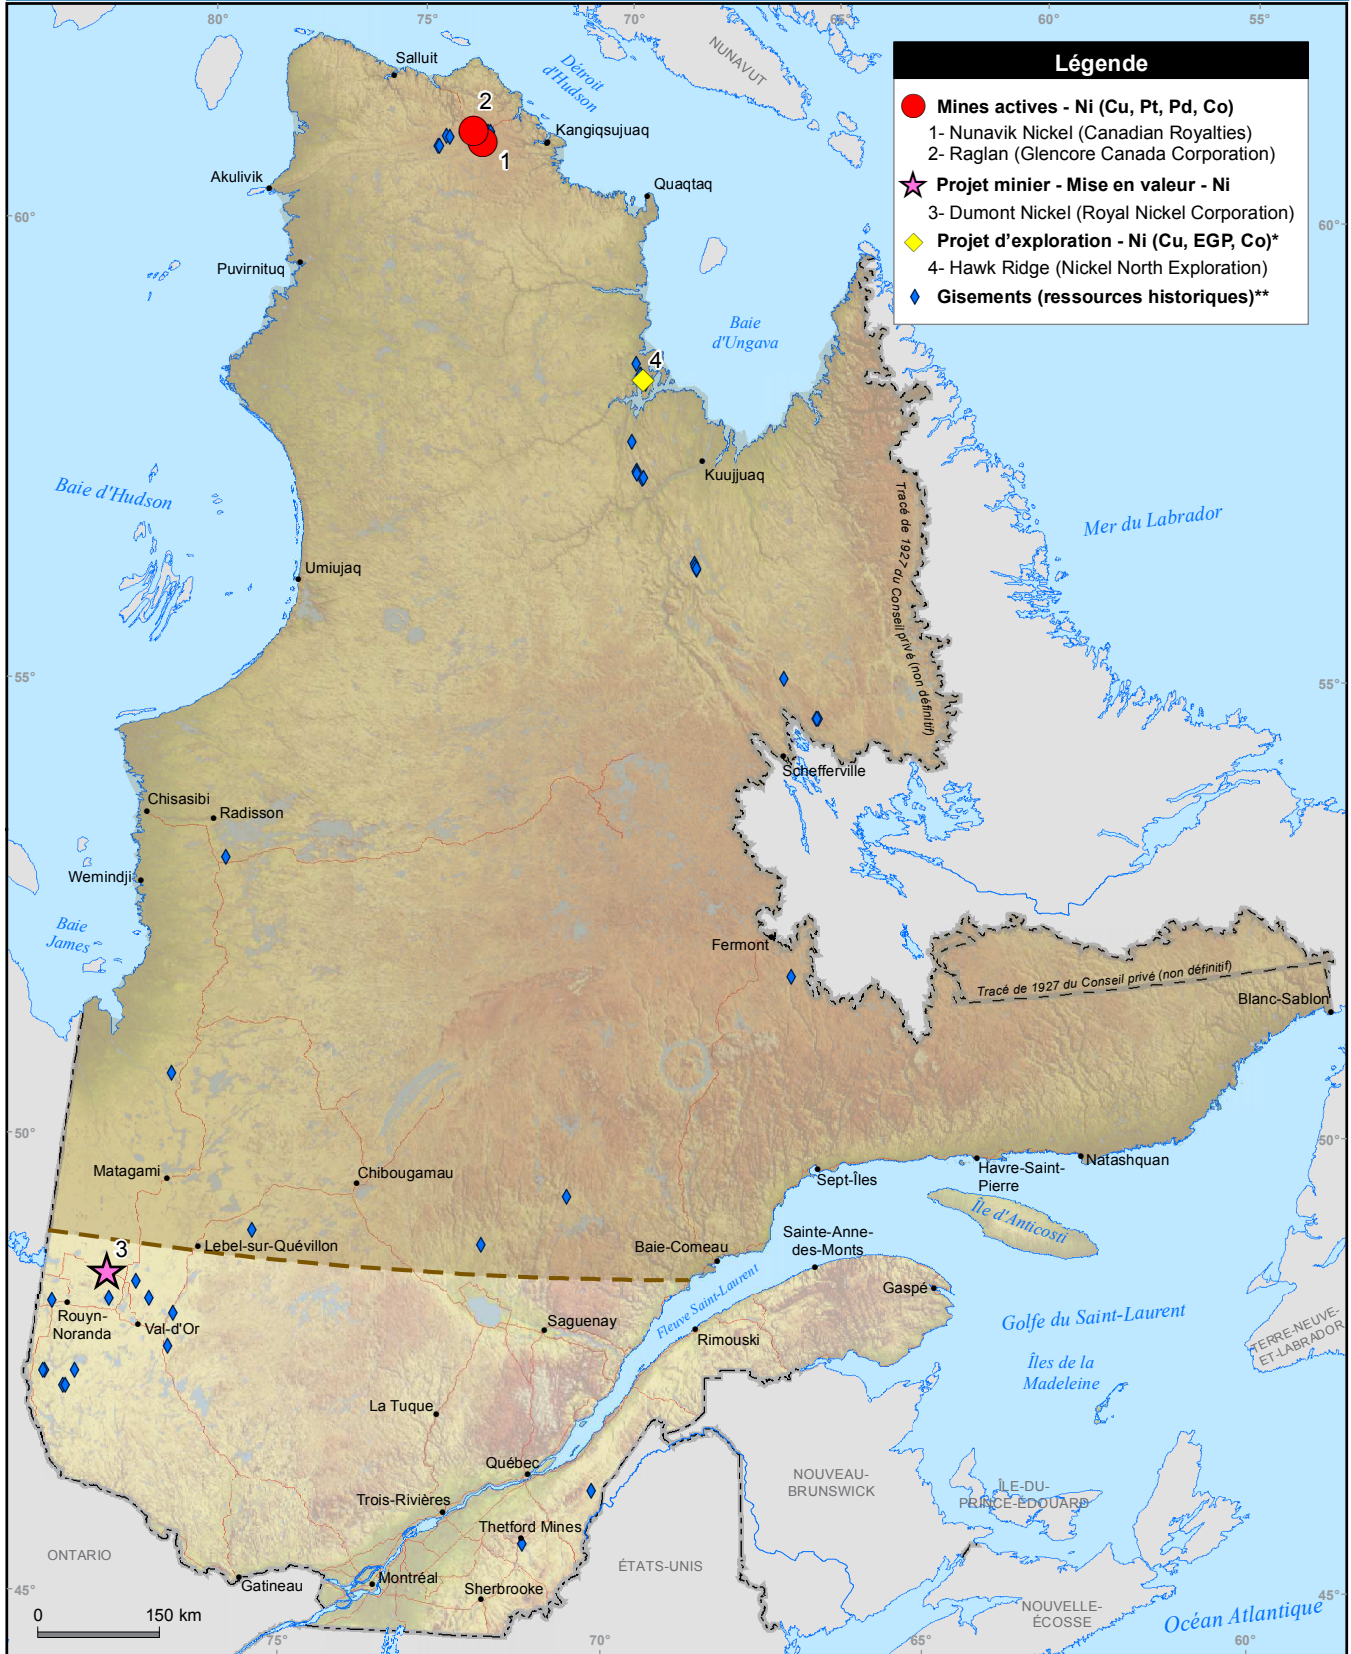 80°
75°
70°
65°
60°
55°
Légende
Mines actives - Ni (Cu, Pt, Pd, Co)
1- Nunavik Nickel (Canadian Royalties)
2- Raglan (Glencore Canada Corporation)
Projet minier - Mise en valeur - Ni
3- Dumont Nickel (Royal Nickel Corporation)
Projet d'exploration - Ni (Cu, EGP, Co)*
4- Hawk Ridge (Nickel North Exploration)
Gisements (ressources historiques)**
NUNAVUT
Salluit
Détroit
d'Hudson
2
1
Kangiqsujuaq
Akulivik
Quaqtaq
60°
60°
Puvirnituq
Baie
d'Ungava
4
Kuujjuaq
Baie d'Hudson
Mer du Labrador
Tracé de 1927 du Conseil privé (non définitif)
Umiujaq
55°
55°
Schefferville
Chisasibi
Radisson
Wemindji
Baie
James
Fermont
Tracé de 1927 du Conseil privé (non définitif)
Blanc-Sablon
50°
50°
Matagami
Chibougamau
Sept-Îles
Havre-Saint-
Pierre
Natashquan
Île d'Anticosti
3
Lebel-sur-Quévillon
Baie-Comeau
Sainte-Anne-
des-Monts
Gaspé
Fleuve Saint-Laurent
Golfe du Saint-Laurent
Rouyn-
Noranda
Val-d'Or
Saguenay
Rimouski
TERRE-NEUVE-
ET-LABRADOR
Îles de la
Madeleine
La Tuque
Québec
Trois-Rivières
Thetford Mines
NOUVEAU-
BRUNSWICK
ÎLE-DU-
PRINCE-ÉDOUARD
ONTARIO
Gatineau
Montréal
Sherbrooke
ÉTATS-UNIS
NOUVELLE-
ÉCOSSE
Océan Atlantique
45°
45°
0
150 km
75°
70°
65°
60°